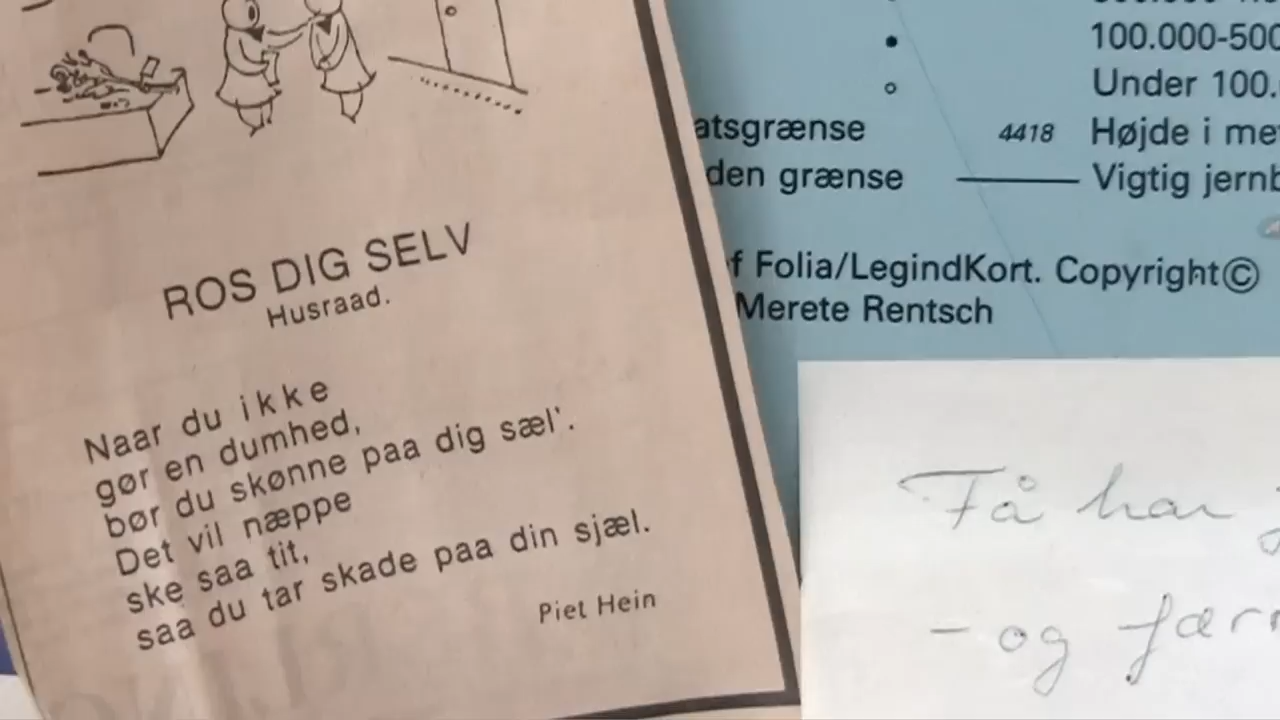 ROS DIG SELV
Husraad.
Naar du ikke
gør en dumhed,
bør du skønne paa dig sæl'.
Det vil næppe
ske saa tit,
saa du tar skade paa din sjæl.
Piet Hein
100.000-500
Under 100.
atsgrænse 4418 Højde i me
den grænse Vigtig jernb
f Folia/LegindKort. Copyright©
Merete Rentsch
Få har
- og fær